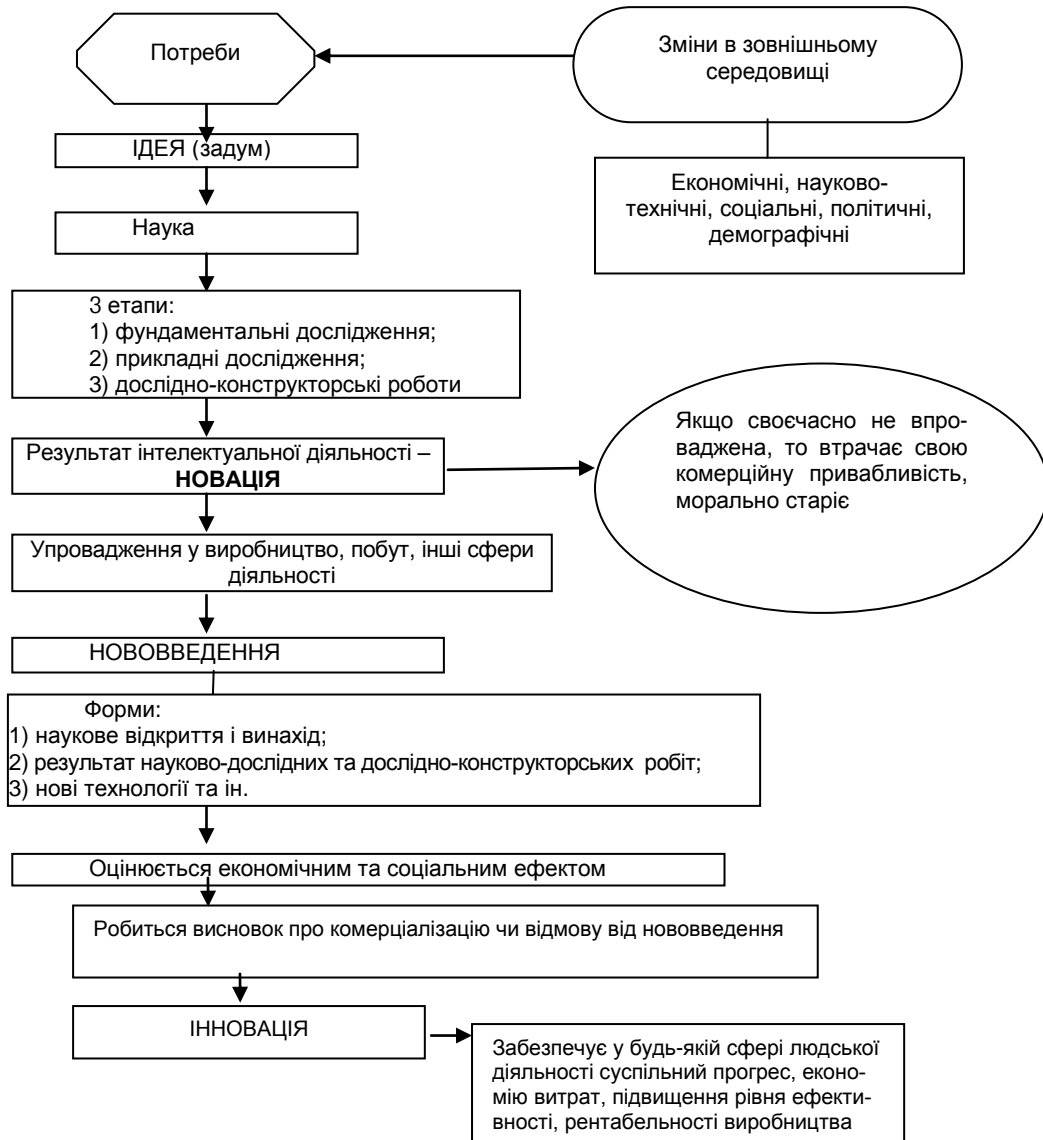 Потреби
Зміни в зовнішньому
середовищі
ІДЕЯ (задум)
Економічні, науково-
технічні, соціальні, політичні,
демографічні
Наука
3 етапи:
1) фундаментальні дослідження;
2) прикладні дослідження;
3) дослідно-конструкторські роботи
Результат інтелектуальної діяльності –
НОВАЦІЯ
Якщо своєчасно не впро-
ваджена, то втрачає свою
комерційну привабливість,
морально старіє
Упровадження у виробництво, побут, інші сфери
діяльності
НОВОВВЕДЕННЯ
Форми:
1) наукове відкриття і винахід;
2) результат науково-дослідних та дослідно-конструкторських робіт;
3) нові технології та ін.
Оцінюється економічним та соціальним ефектом
Робиться висновок про комерціалізацію чи відмову від нововведення
ІННОВАЦІЯ
Забезпечує у будь-якій сфері людської
діяльності суспільний прогрес, еконо-
мію витрат, підвищення рівня ефекти-
вності, рентабельності виробництва